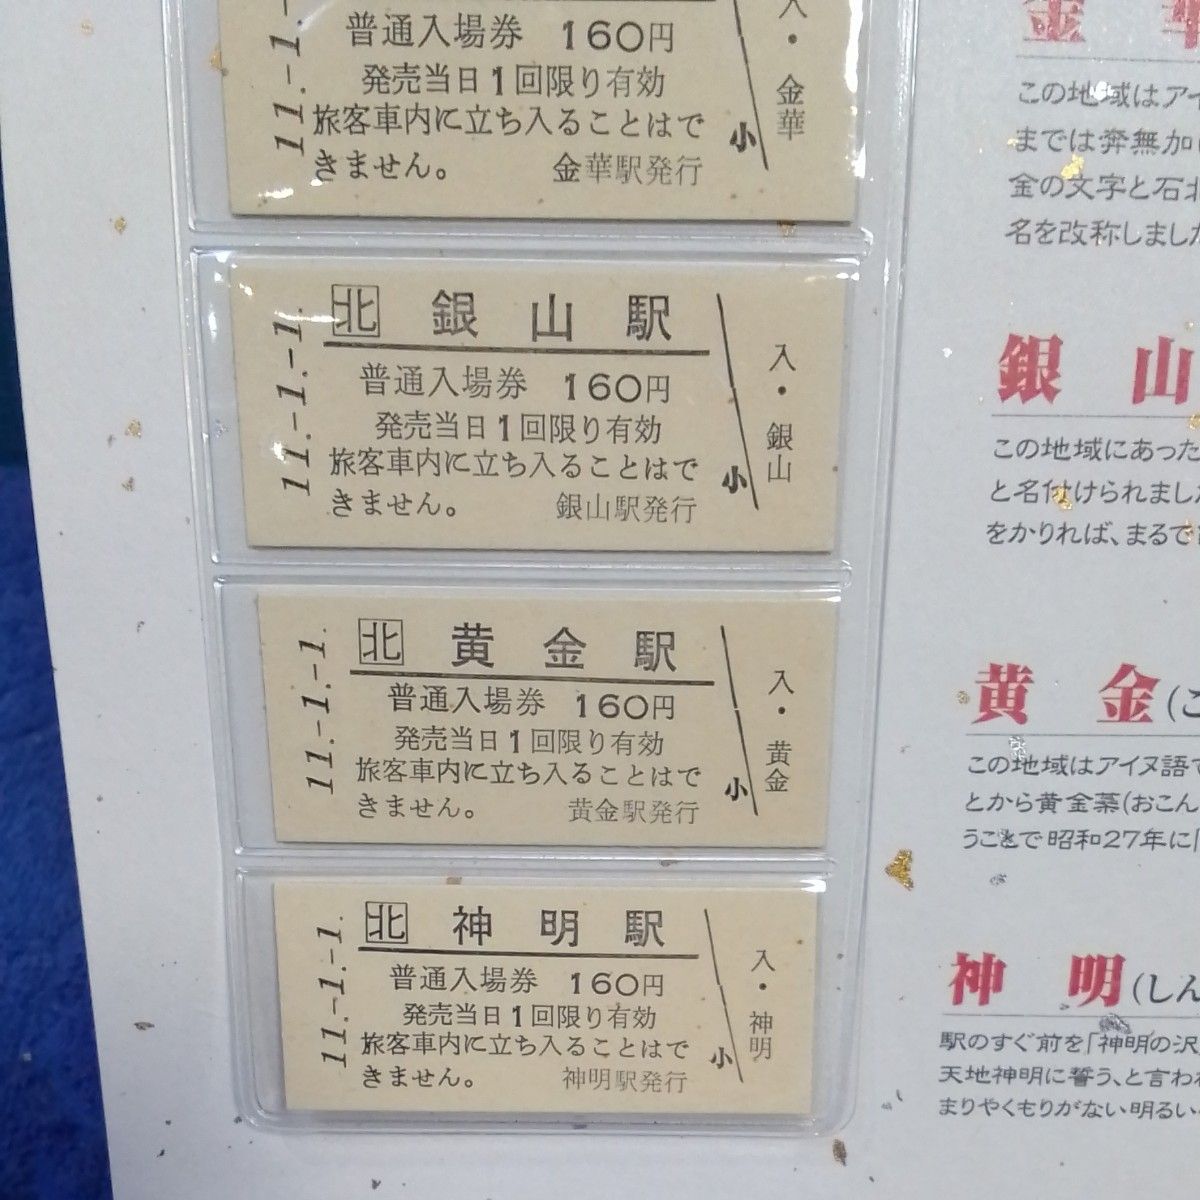 11.-1.
普通入場券 160円
発売当日1回限り有効
旅客車内に立ち入ることはで
きません。 金華駅発行
小
入・金華
11.-1.-1.
北 銀山駅
普通入場券 160円
発売当日1回限り有効
旅客車内に立ち入ることはで
きません。 銀山駅発行
小
入・銀山
11.-1.-1.
北 黄金駅
普通入場券 160円
発売当日1回限り有効
旅客車内に立ち入ることはで
きません。 黄金駅発行
小
入・黄金
11.-1.-1.
北 神明駅
普通入場券 160円
発売当日1回限り有効
旅客車内に立ち入ることはで
きません。 神明駅発行
小
入・神明
金華
この地域はアイ
までは奔無加
金の文字と石北
名を改称しました
銀山
この地域にあった
と名付けられました
をかりれば、まるで
黄金(こ
この地域はアイヌ語で
とから黄金蘂(おこん
うことで昭和27年に「
神明(しん
駅のすぐ前を「神明の沢
天地神明に誓う、と言われ
まりやくもりがない明るい